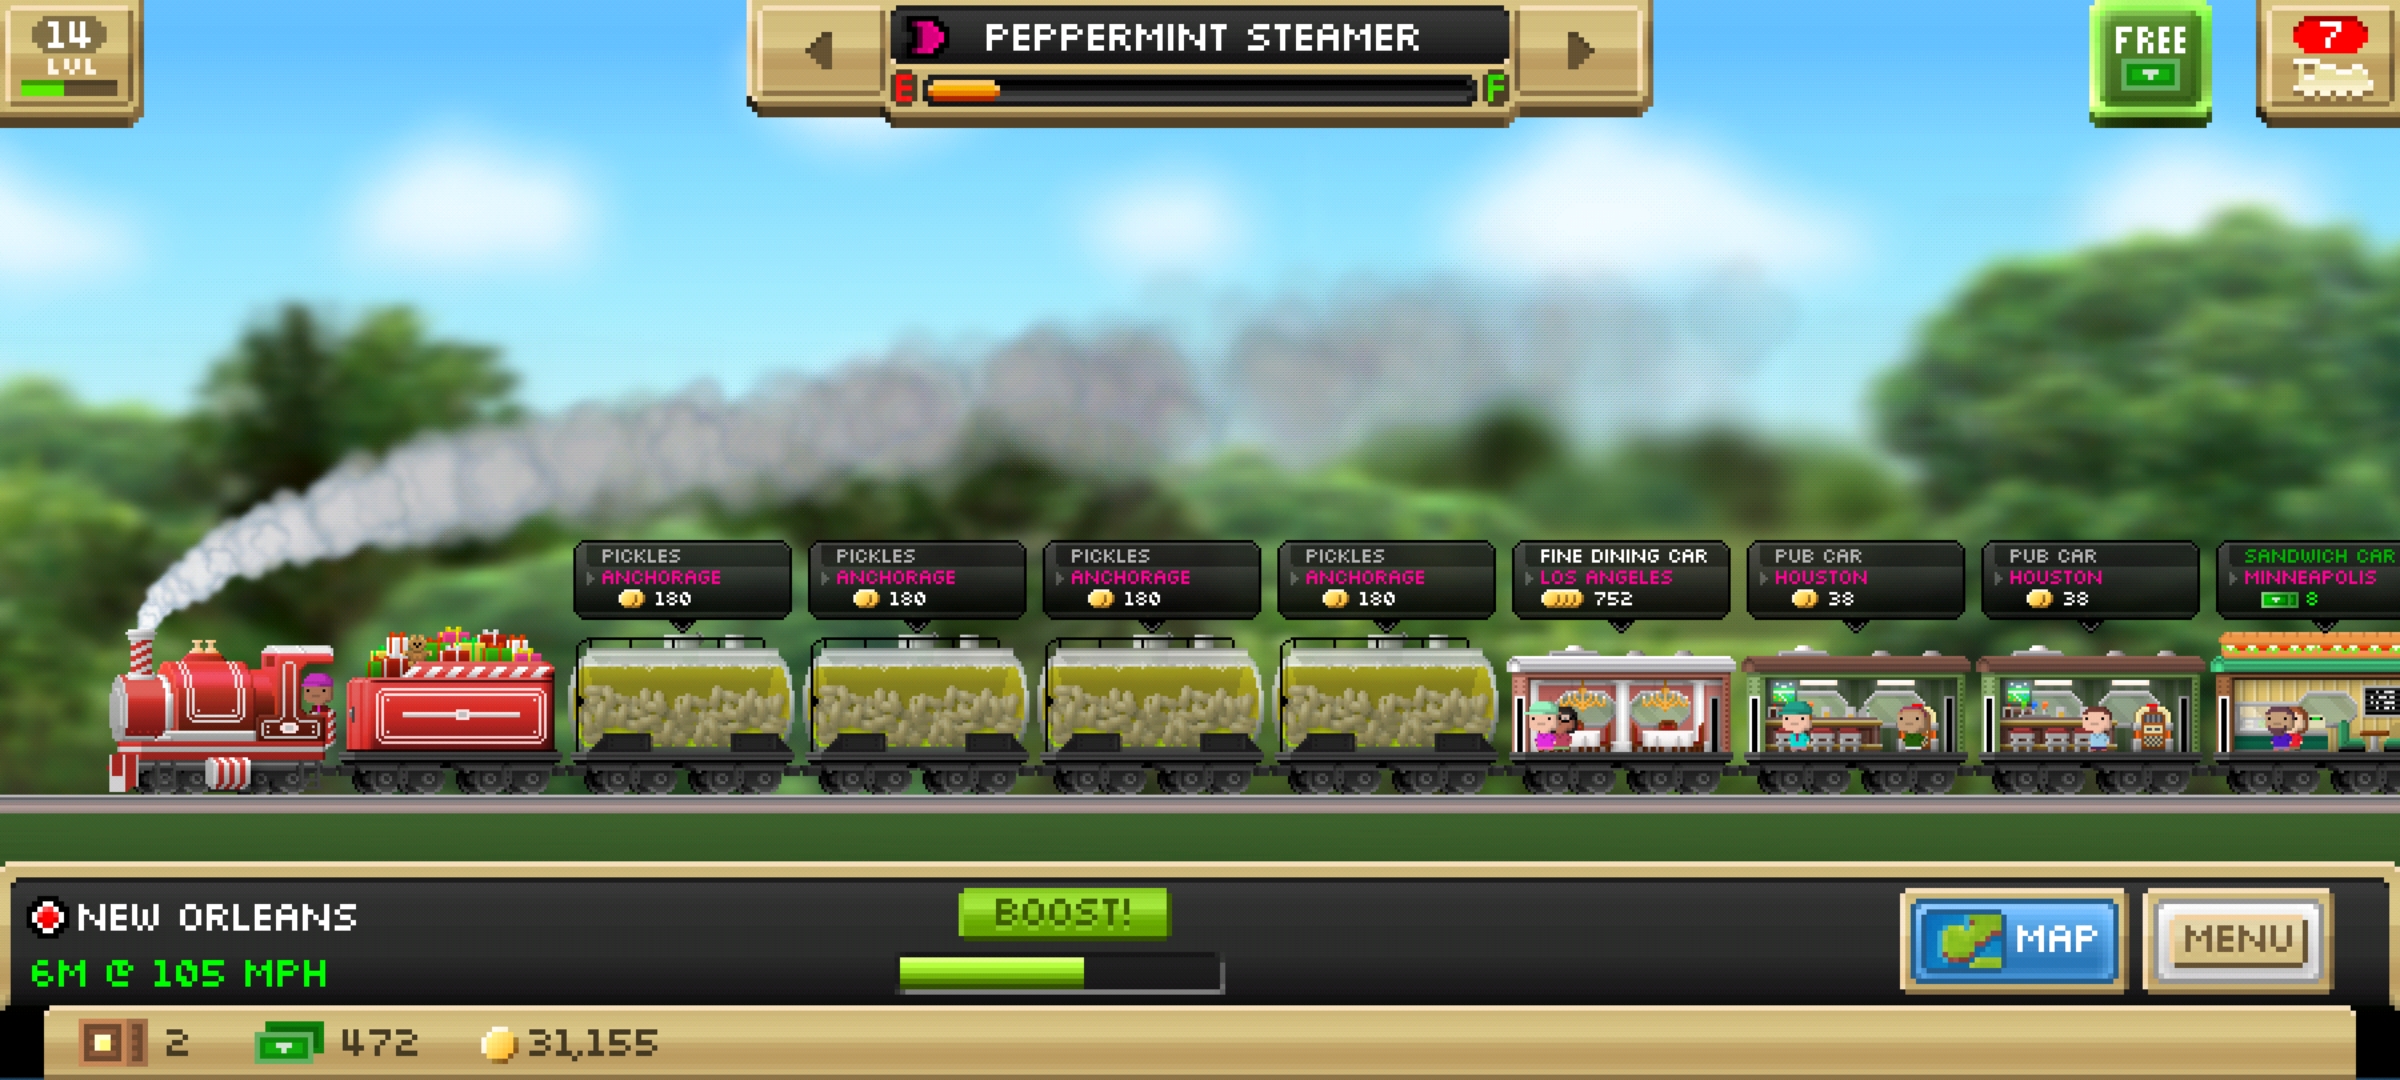 14
LVL
PEPPERMINT STEAMER
E F
FREE
7
PICKLES
ANCHORAGE
180
PICKLES
ANCHORAGE
180
PICKLES
ANCHORAGE
180
PICKLES
ANCHORAGE
180
FINE DINING CAR
LOS ANGELES
752
PUB CAR
HOUSTON
38
PUB CAR
HOUSTON
38
SANDWICH CAR
MINNEAPOLIS
8
NEW ORLEANS
6M @ 105 MPH
BOOST!
MAP
MENU
2
472
31,155